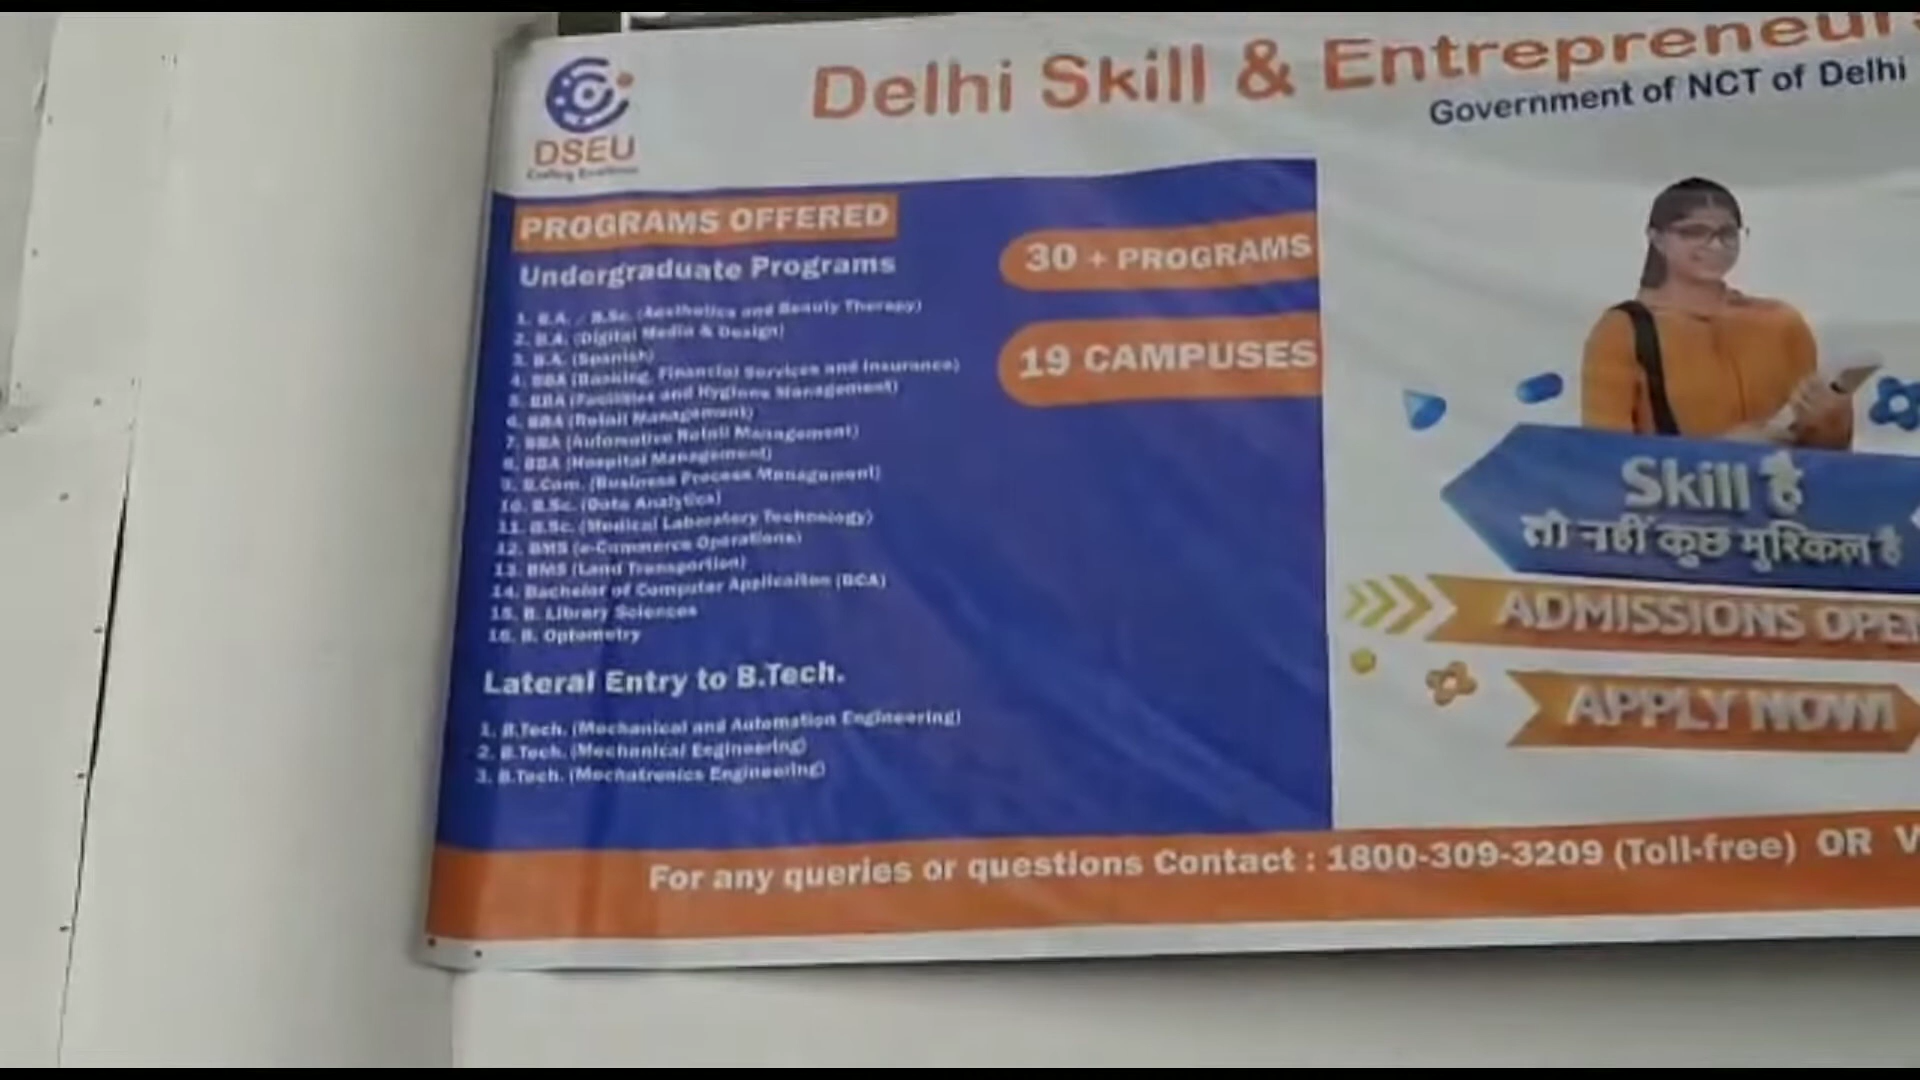 Delhi Skill & Entrepreneurs
Government of NCT of Delhi
DSEU
PROGRAMS OFFERED
Undergraduate Programs
1. B.A. / B.Sc. (Aesthetics and Beauty Therapy)
2. B.A. (Digital Media & Design)
3. B.A. (Spanish)
4. BBA (Banking, Financial Services and Insurance)
5. BBA (Facilities and Hygiene Management)
6. BBA (Retail Management)
7. BBA (Automotive Retail Management)
8. BBA (Hospital Management)
9. B.Com. (Business Process Management)
10. B.Sc. (Data Analytics)
11. B.Sc. (Medical Laboratory Technology)
12. BMS (e-Commerce Operations)
13. BMS (Land Transportion)
14. Bachelor of Computer Application (BCA)
15. B. Library Sciences
16. B. Optometry
Lateral Entry to B.Tech.
1. B.Tech. (Mechanical and Automation Engineering)
2. B.Tech. (Mechanical Engineering)
3. B.Tech. (Mechatronics Engineering)
30 + PROGRAMS
19 CAMPUSES
Skill है
तो नहीं कुछ मुश्किल है
ADMISSIONS OPEN
APPLY NOW!
For any queries or questions Contact : 1800-309-3209 (Toll-free) OR V